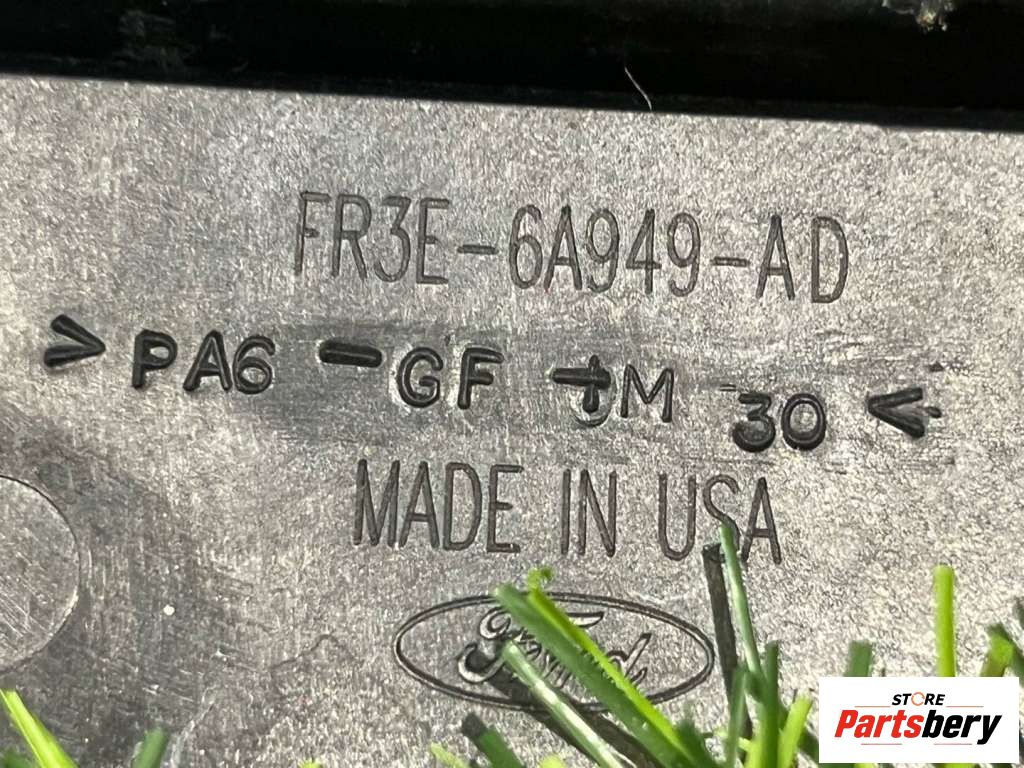 FR3E-6A949-AD
>PA6 -GF +M 30<
MADE IN USA
Ford
STORE
Partsbery